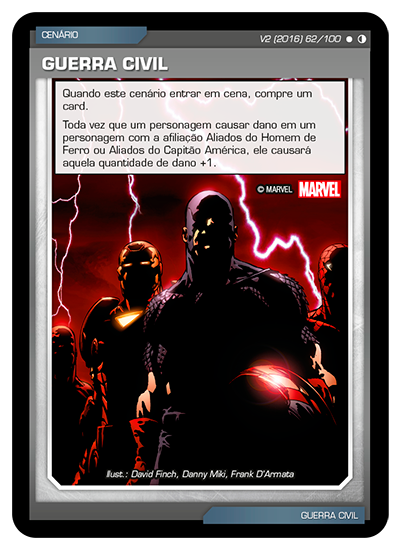 CENÁRIO
V2 (2016) 62/100
GUERRA CIVIL
Quando este cenário entrar em cena, compre um
card.
Toda vez que um personagem causar dano em um
personagem com a afiliação Aliados do Homem de
Ferro ou Aliados do Capitão América, ele causará
aquela quantidade de dano +1.
© MARVEL MARVEL
Illust.: David Finch, Danny Miki, Frank D'Armata
GUERRA CIVIL